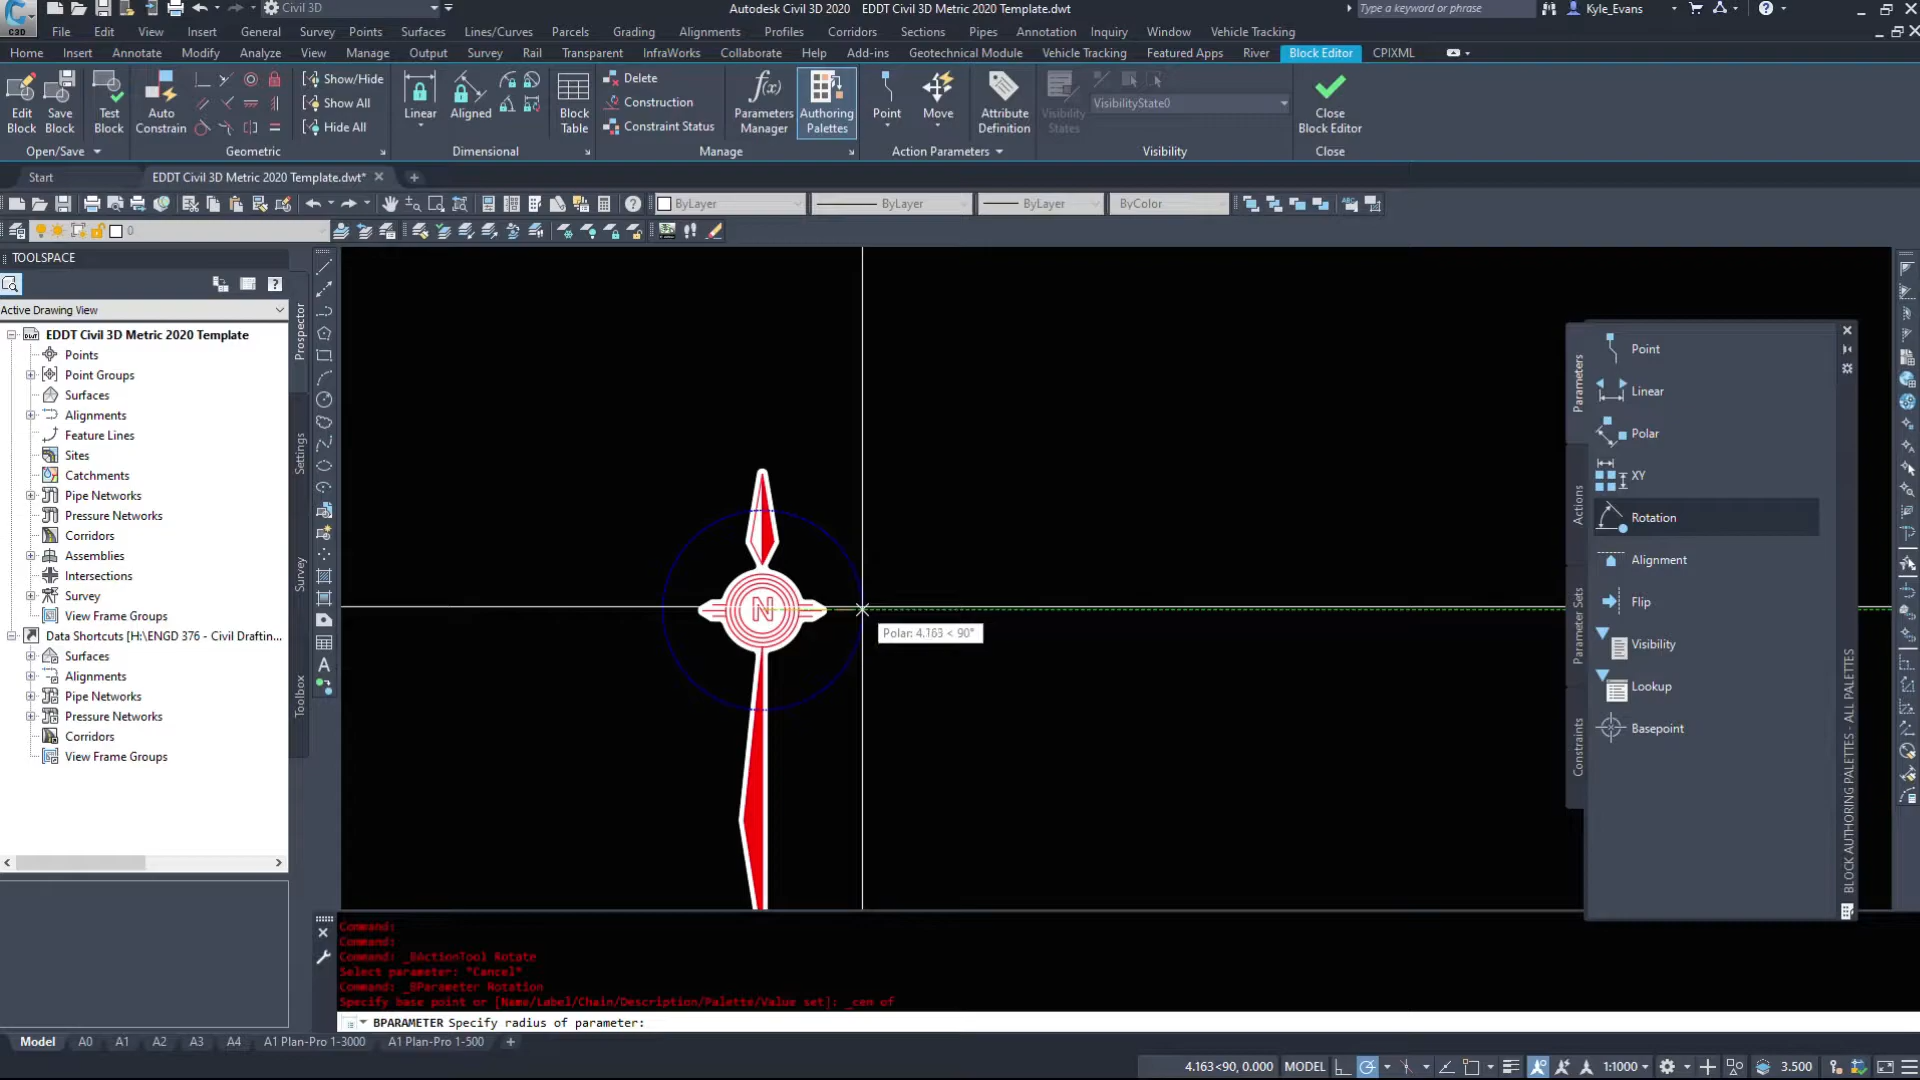 Civil 3D
Autodesk Civil 3D 2020 EDDT Civil 3D Metric 2020 Template.dwt
Type a keyword or phrase
Kyle_Evans
C3D
File Edit View Insert General Survey Points Surfaces Lines/Curves Parcels Grading Alignments Profiles Corridors Sections Pipes Annotation Inquiry Window Vehicle Tracking
Home Insert Annotate Modify Analyze View Manage Output Survey Rail Transparent InfraWorks Collaborate Help Add-ins Geotechnical Module Vehicle Tracking Featured Apps River Block Editor CPIXML
Edit Block
Save Block
Test Block
Auto Constrain
Show/Hide
Show All
Hide All
Linear
Aligned
Block Table
Delete
Construction
Constraint Status
Parameters Manager
Authoring Palettes
Point
Move
Attribute Definition
Visibility States
VisibilityState0
Close Block Editor
Open/Save
Geometric
Dimensional
Manage
Action Parameters
Visibility
Close
Start
EDDT Civil 3D Metric 2020 Template.dwt*
ByLayer
ByLayer
ByLayer
ByColor
0
TOOLSPACE
Active Drawing View
EDDT Civil 3D Metric 2020 Template
Points
Point Groups
Surfaces
Alignments
Feature Lines
Sites
Catchments
Pipe Networks
Pressure Networks
Corridors
Assemblies
Intersections
Survey
View Frame Groups
Data Shortcuts [H:\ENGD 376 - Civil Draftin...
Surfaces
Alignments
Pipe Networks
Pressure Networks
Corridors
View Frame Groups
Prospector
Settings
Survey
Toolbox
N
Polar: 4.163 < 90°
Parameters
Actions
Parameter Sets
Constraints
Point
Linear
Polar
XY
Rotation
Alignment
Flip
Visibility
Lookup
Basepoint
BLOCK AUTHORING PALETTES - ALL PALETTES
Command:
Command:
Command: _BActionTool Rotate
Select parameter: *Cancel*
Command: _BParameter Rotation
Specify base point or [Name/Label/Chain/Description/Palette/Value set]: _cen of
BPARAMETER Specify radius of parameter:
Model A0 A1 A2 A3 A4 A1 Plan-Pro 1-3000 A1 Plan-Pro 1-500
4.163<90, 0.000 MODEL 1:1000 3.500